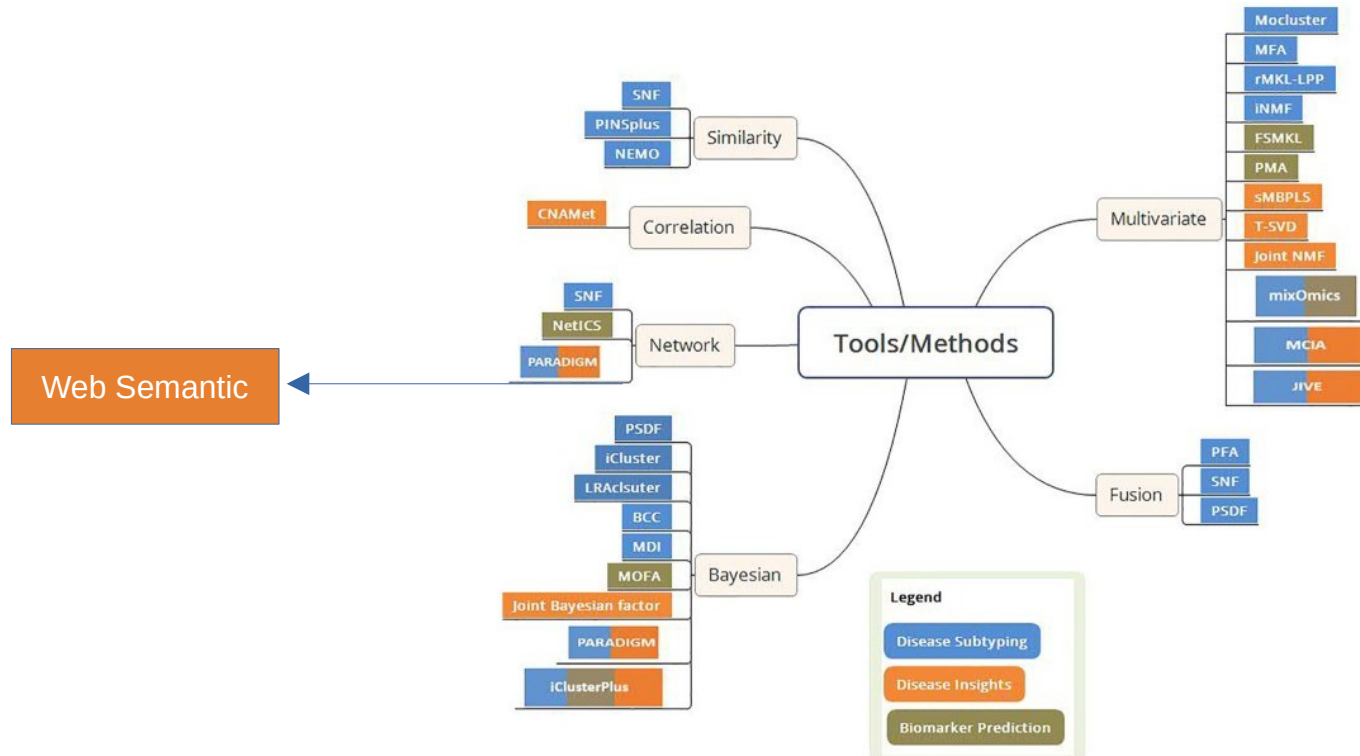 Web Semantic
SNF
PINSplus
NEMO
Similarity
CNAMet
Correlation
SNF
NetICS
PARADIGM
Network
PSDF
iCluster
LRAclsuter
BCC
MDI
MOFA
Joint Bayesian factor
PARADIGM
iClusterPlus
Bayesian
Tools/Methods
Multivariate
Mocluster
MFA
rMKL-LPP
iNMF
FSMKL
PMA
sMBPLS
T-SVD
Joint NMF
mixOmics
MCIA
JIVE
Fusion
PFA
SNF
PSDF
Legend
Disease Subtyping
Disease Insights
Biomarker Prediction